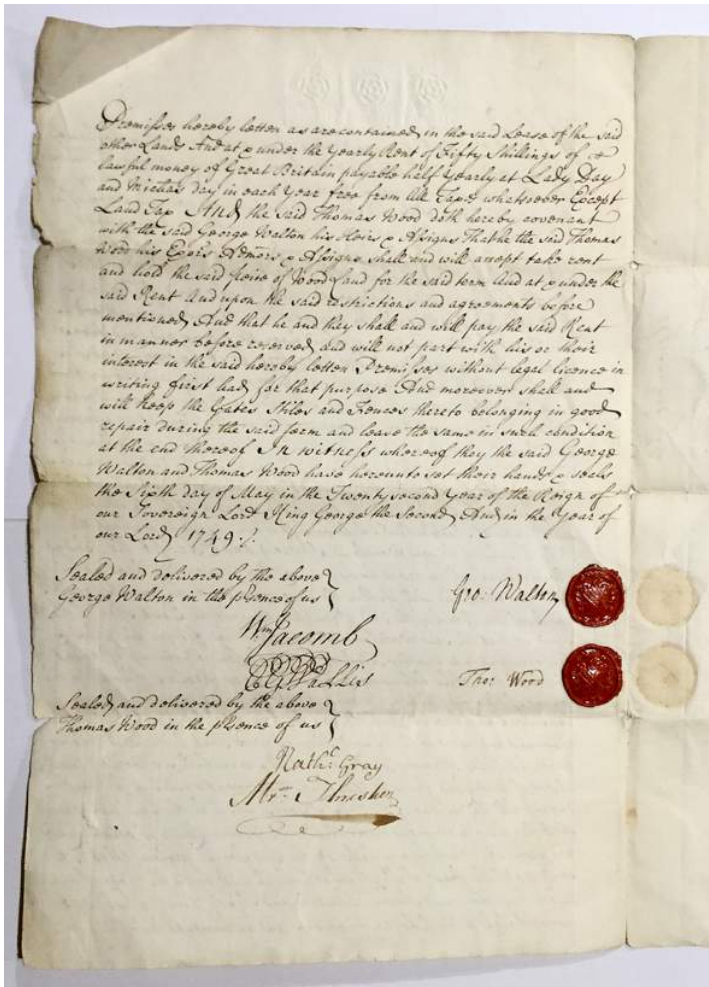 Premisses hereby letten as are contained in the said Lease of the said
other Lands And at & under the Yearly Rent of Fifty Shillings of
lawful money of Great Britain payable half Yearly at Lady Day
and Michas day in each Year free from all Taxes whatsoever Except
Land Tax And the said Thomas Wood doth hereby covenant
with the said George Walton his Heirs & Assigns That he the said Thomas
Wood his Exors Admors & Assigns shall and will accept take rent
and hold the said peice of Wood Land for the said term And at & under the
said Rent And upon the said restrictions and agreements before
mentioned And that he and they shall and will pay the said Rent
in manner before reserved and will not part with his or their
interest in the said hereby letten Premisses without legal licence in
writing first had for that purpose And moreover shall and
will keep the Gates Stiles and Fences thereto belonging in good
repair during the said term and leave the same in such condition
at the end thereof In Witness whereof they the said George
Walton and Thomas Wood have hereunto set their hands & seals
the Sixth day of May in the Twenty second Year of the Reign of
our Sovereign Lord King George the Second And in the Year of
our Lord 1749 /.
Sealed and delivered by the above
George Walton in the p'sence of us
Geo: Walton
Wm Jacomb
Wallis
Tho: Wood
Sealed and delivered by the above
Thomas Wood in the p'sence of us
Nathl: Gray